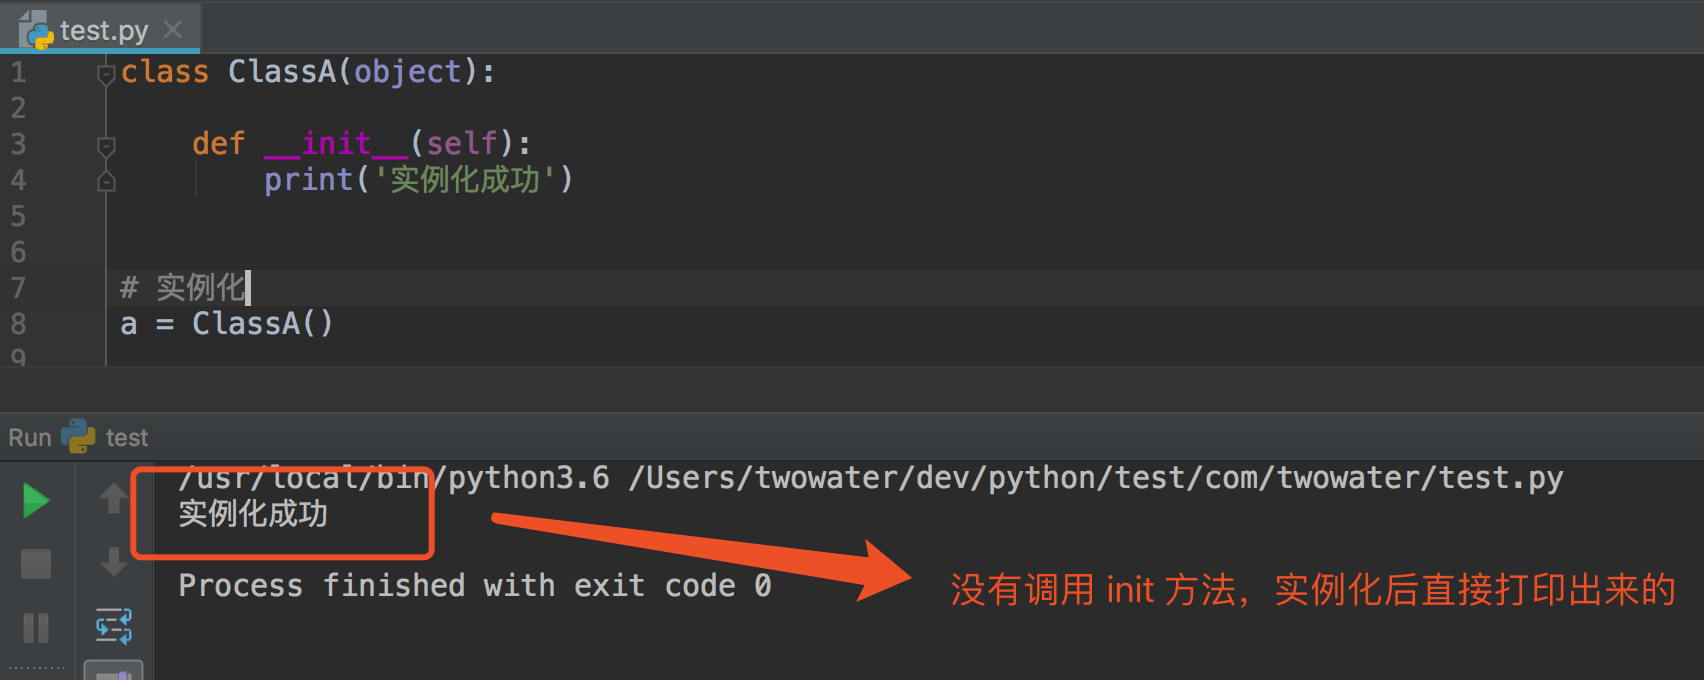 test.py
1 class ClassA(object):
2
3 def __init__(self):
4 print('实例化成功')
5
6
7 # 实例化
8 a = ClassA()
9
Run test
/usr/local/bin/python3.6 /Users/twowater/dev/python/test/com/twowater/test.py
实例化成功
Process finished with exit code 0
没有调用 init 方法，实例化后直接打印出来的